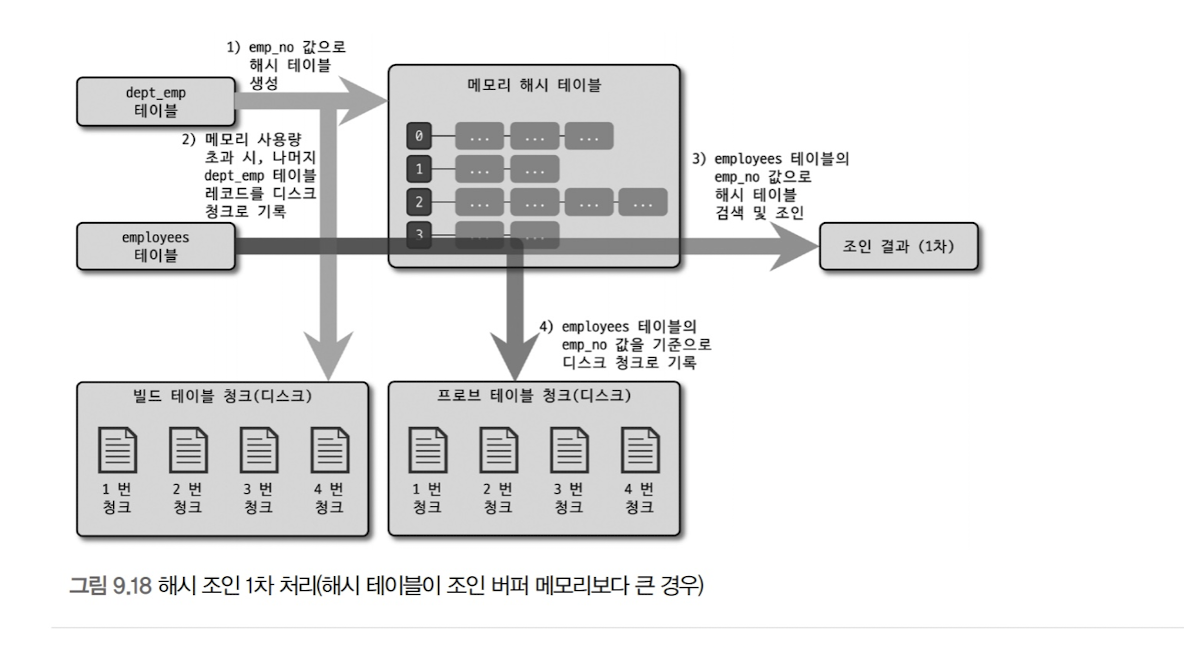 1) emp_no 값으로
해시 테이블
생성
dept_emp
테이블
메모리 해시 테이블
0 ... ... ...
1 ... ...
2 ... ... ... ...
3 ... ...
2) 메모리 사용량
초과 시, 나머지
dept_emp 테이블
레코드를 디스크
청크로 기록
3) employees 테이블의
emp_no 값으로
해시 테이블
검색 및 조인
employees
테이블
조인 결과 (1차)
4) employees 테이블의
emp_no 값을 기준으로
디스크 청크로 기록
빌드 테이블 청크(디스크)
1 번
청크
2 번
청크
3 번
청크
4 번
청크
프로브 테이블 청크(디스크)
1 번
청크
2 번
청크
3 번
청크
4 번
청크
그림 9.18 해시 조인 1차 처리(해시 테이블이 조인 버퍼 메모리보다 큰 경우)